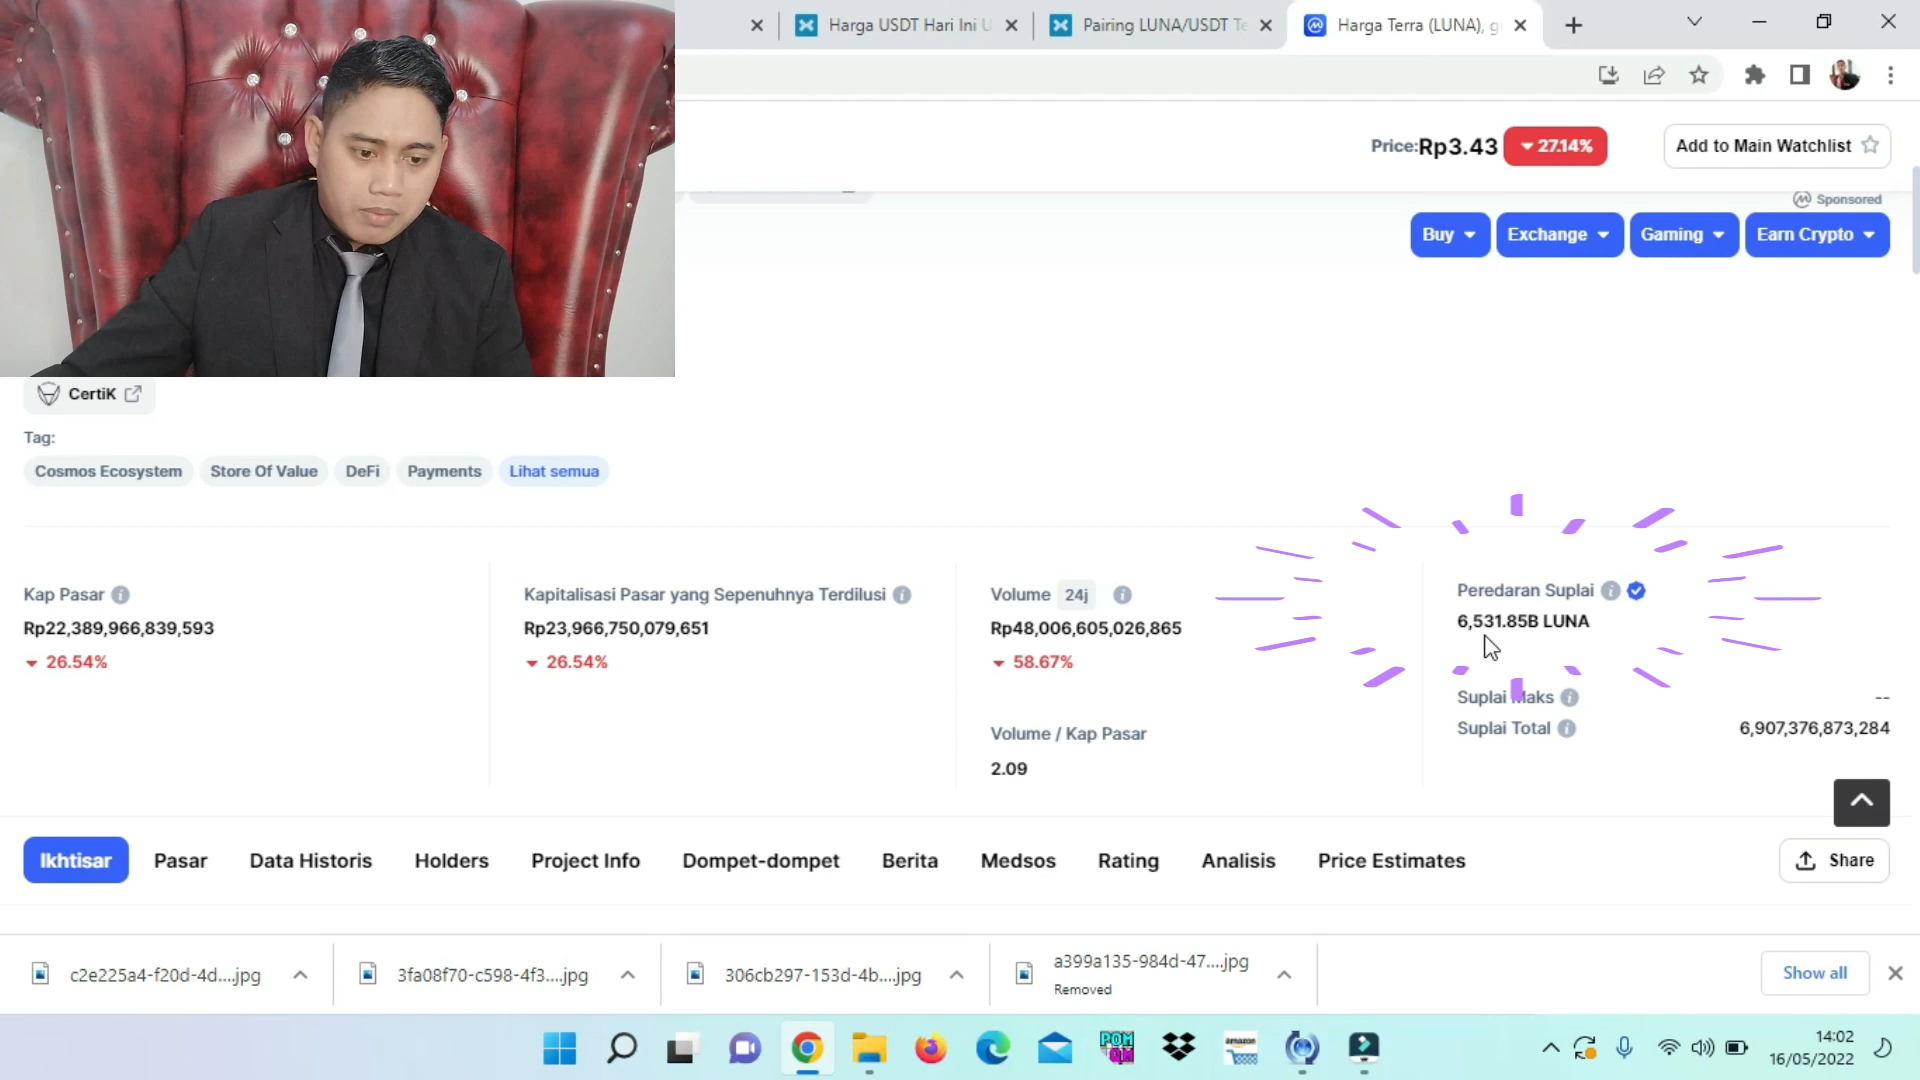 Harga USDT Hari Ini U
Pairing LUNA/USDT Te
Harga Terra (LUNA), g
Price:Rp3.43
27.14%
Add to Main Watchlist
Sponsored
Buy
Exchange
Gaming
Earn Crypto
CertiK
Tag:
Cosmos Ecosystem
Store Of Value
DeFi
Payments
Lihat semua
Kap Pasar
Rp22,389,966,839,593
26.54%
Kapitalisasi Pasar yang Sepenuhnya Terdilusi
Rp23,966,750,079,651
26.54%
Volume 24j
Rp48,006,605,026,865
58.67%
Volume / Kap Pasar
2.09
Peredaran Suplai
6,531.85B LUNA
Suplai Maks --
Suplai Total 6,907,376,873,284
Ikhtisar
Pasar
Data Historis
Holders
Project Info
Dompet-dompet
Berita
Medsos
Rating
Analisis
Price Estimates
Share
c2e225a4-f20d-4d....jpg
3fa08f70-c598-4f3....jpg
306cb297-153d-4b....jpg
a399a135-984d-47....jpg
Removed
Show all
POM
QM
amazon
14:02
16/05/2022